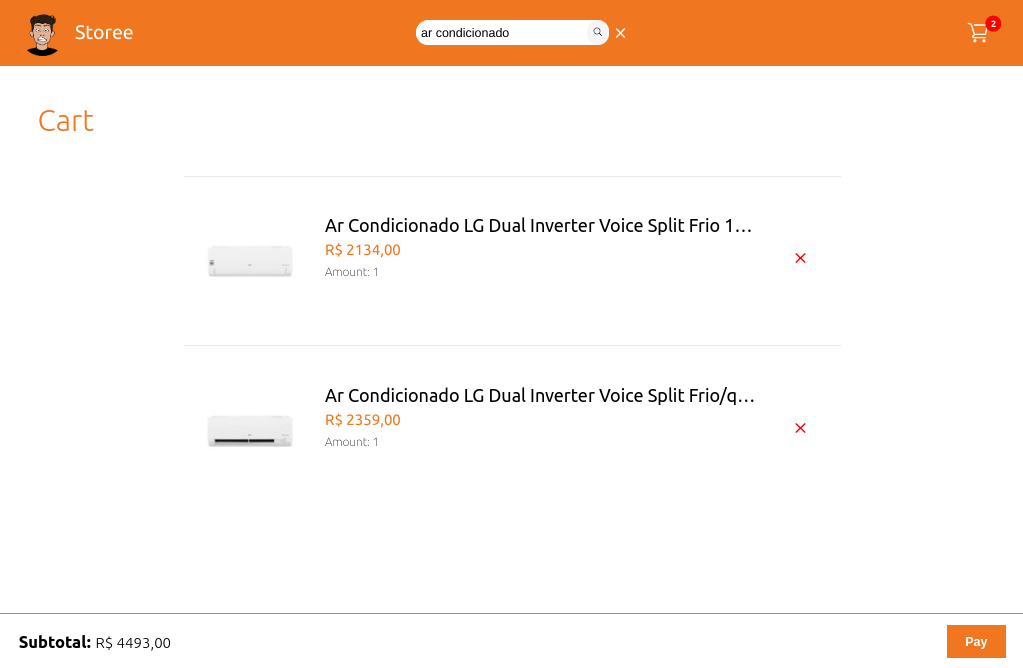 Storee
ar condicionado
2
Cart
Ar Condicionado LG Dual Inverter Voice Split Frio 1...
R$ 2134,00
Amount: 1
Ar Condicionado LG Dual Inverter Voice Split Frio/q...
R$ 2359,00
Amount: 1
Subtotal: R$ 4493,00
Pay